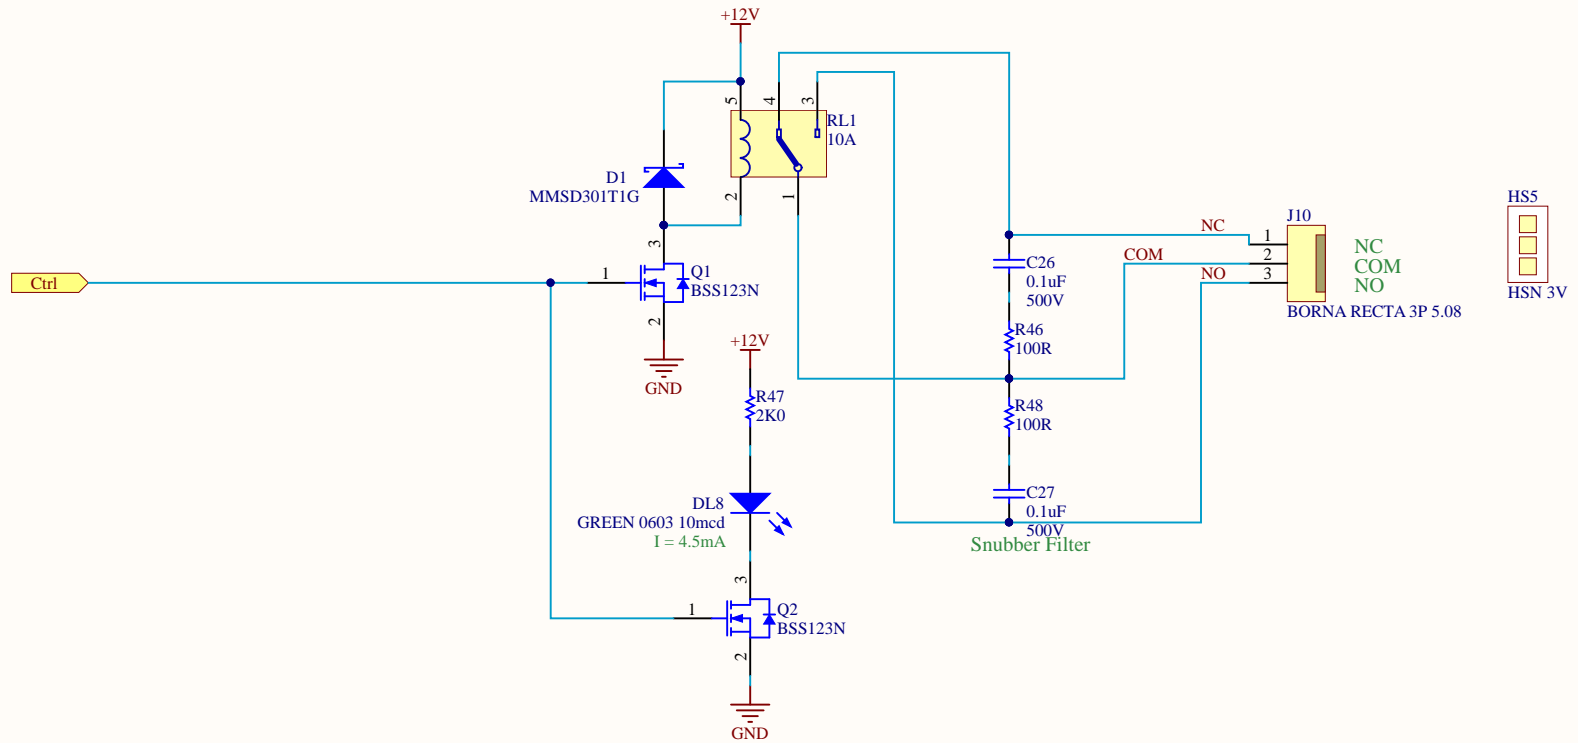 +12V
5
4
3
RL1
10A
D1
MMSD301T1G
2
1
HS5
J10
NC
1
NC
COM
2
COM
NO
3
NO
HSN 3V
BORNA RECTA 3P 5.08
3
Ctrl
1
Q1
BSS123N
2
GND
C26
0.1uF
500V
R46
100R
+12V
R47
2K0
R48
100R
DL8
GREEN 0603 10mcd
I = 4.5mA
C27
0.1uF
500V
Snubber Filter
3
1
Q2
BSS123N
2
GND